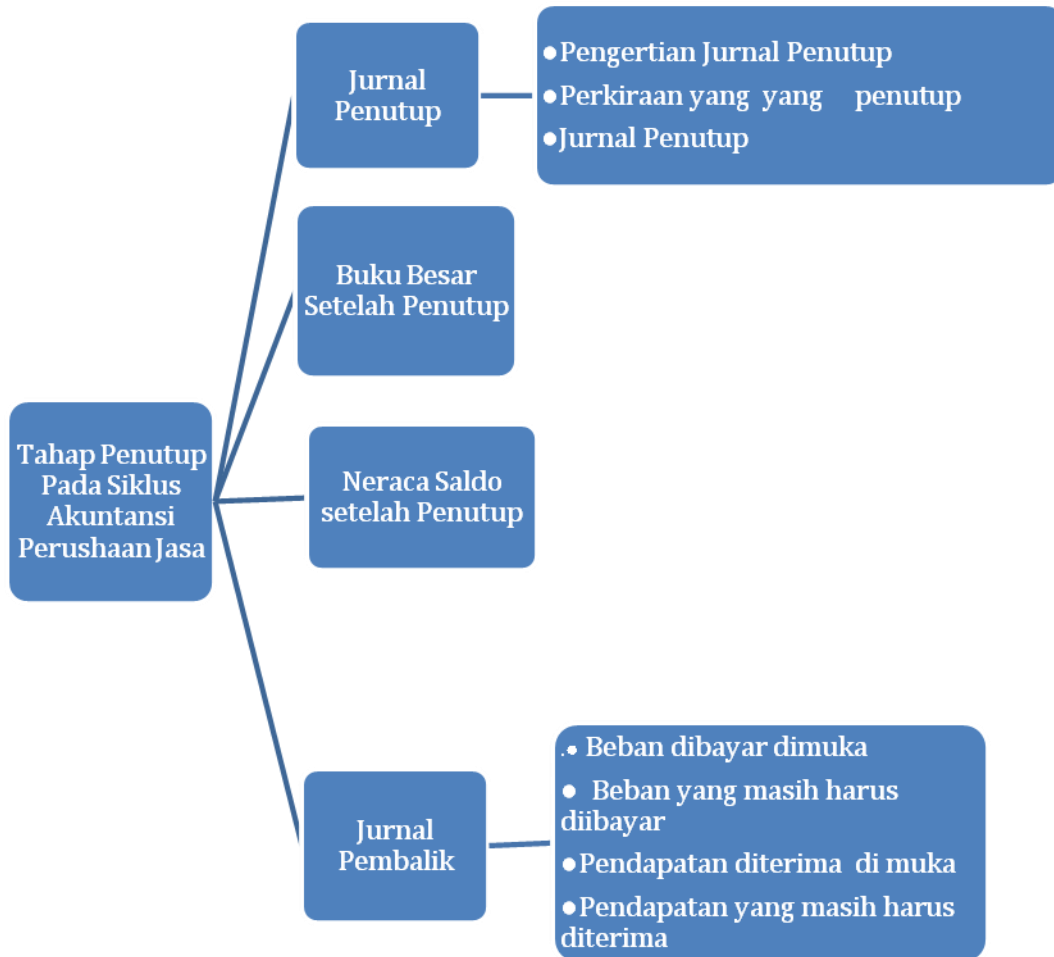 Jurnal
Penutup
●Pengertian Jurnal Penutup
●Perkiraan yang yang penutup
●Jurnal Penutup
Buku Besar
Setelah Penutup
Tahap Penutup
Pada Siklus
Akuntansi
Perushaan Jasa
Neraca Saldo
setelah Penutup
Jurnal
Pembalik
.● Beban dibayar dimuka
● Beban yang masih harus
diibayar
●Pendapatan diterima di muka
●Pendapatan yang masih harus
diterima